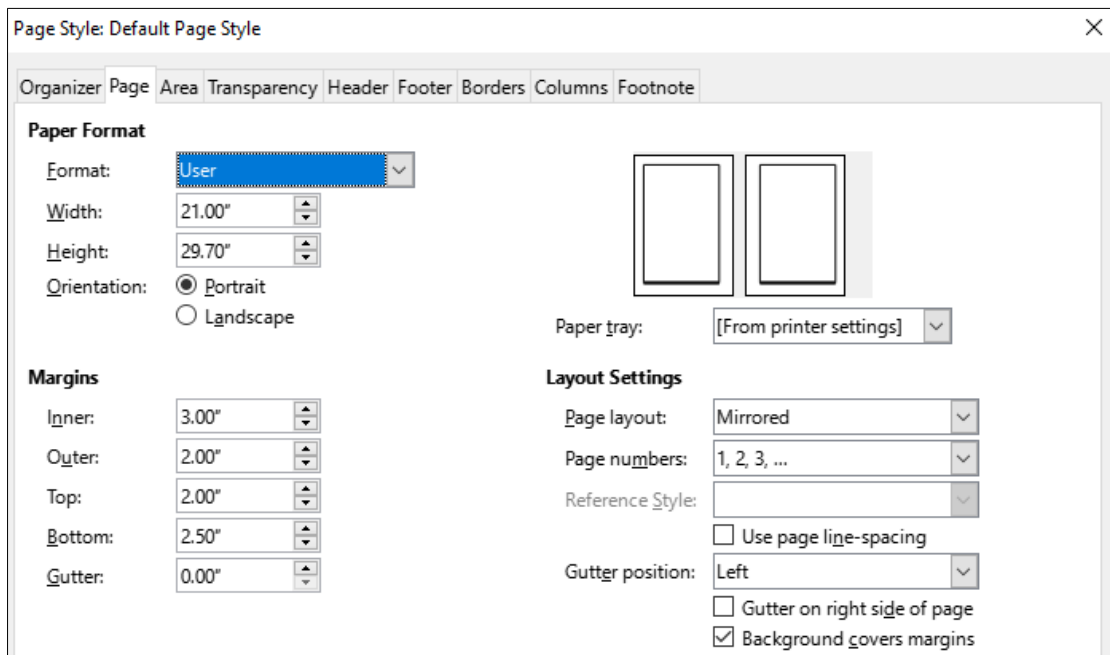 Page Style: Default Page Style
Organizer Page Area Transparency Header Footer Borders Columns Footnote
Paper Format
Format: User
Width: 21.00″
Height: 29.70″
Orientation: Portrait
Landscape
Paper tray: [From printer settings]
Margins
Inner: 3.00″
Outer: 2.00″
Top: 2.00″
Bottom: 2.50″
Gutter: 0.00″
Layout Settings
Page layout: Mirrored
Page numbers: 1, 2, 3, ...
Reference Style:
Use page line-spacing
Gutter position: Left
Gutter on right side of page
Background covers margins